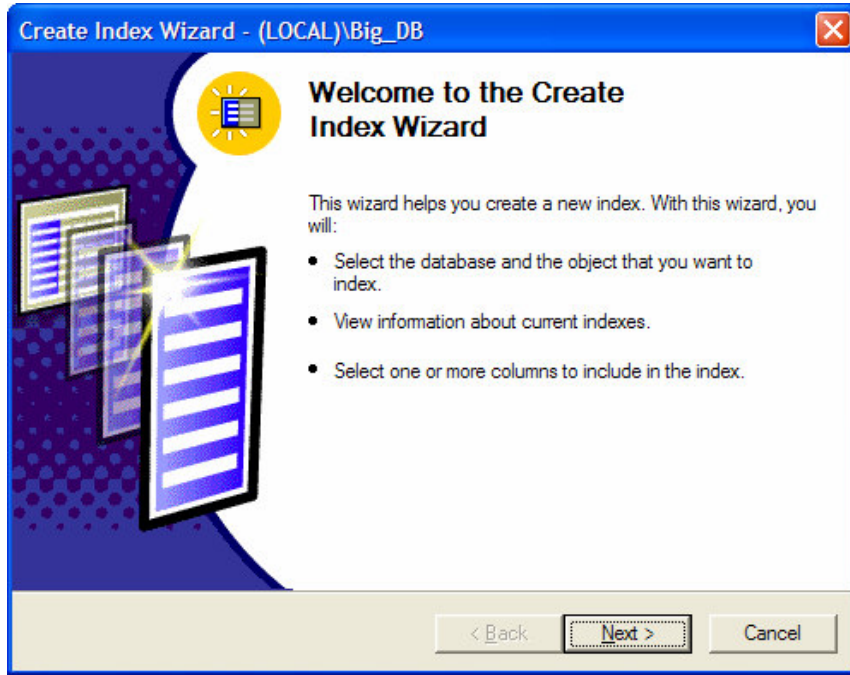 Create Index Wizard - (LOCAL)\Big_DB
Welcome to the Create
Index Wizard
This wizard helps you create a new index. With this wizard, you
will:
• Select the database and the object that you want to
index.
• View information about current indexes.
• Select one or more columns to include in the index.
< Back
Next >
Cancel